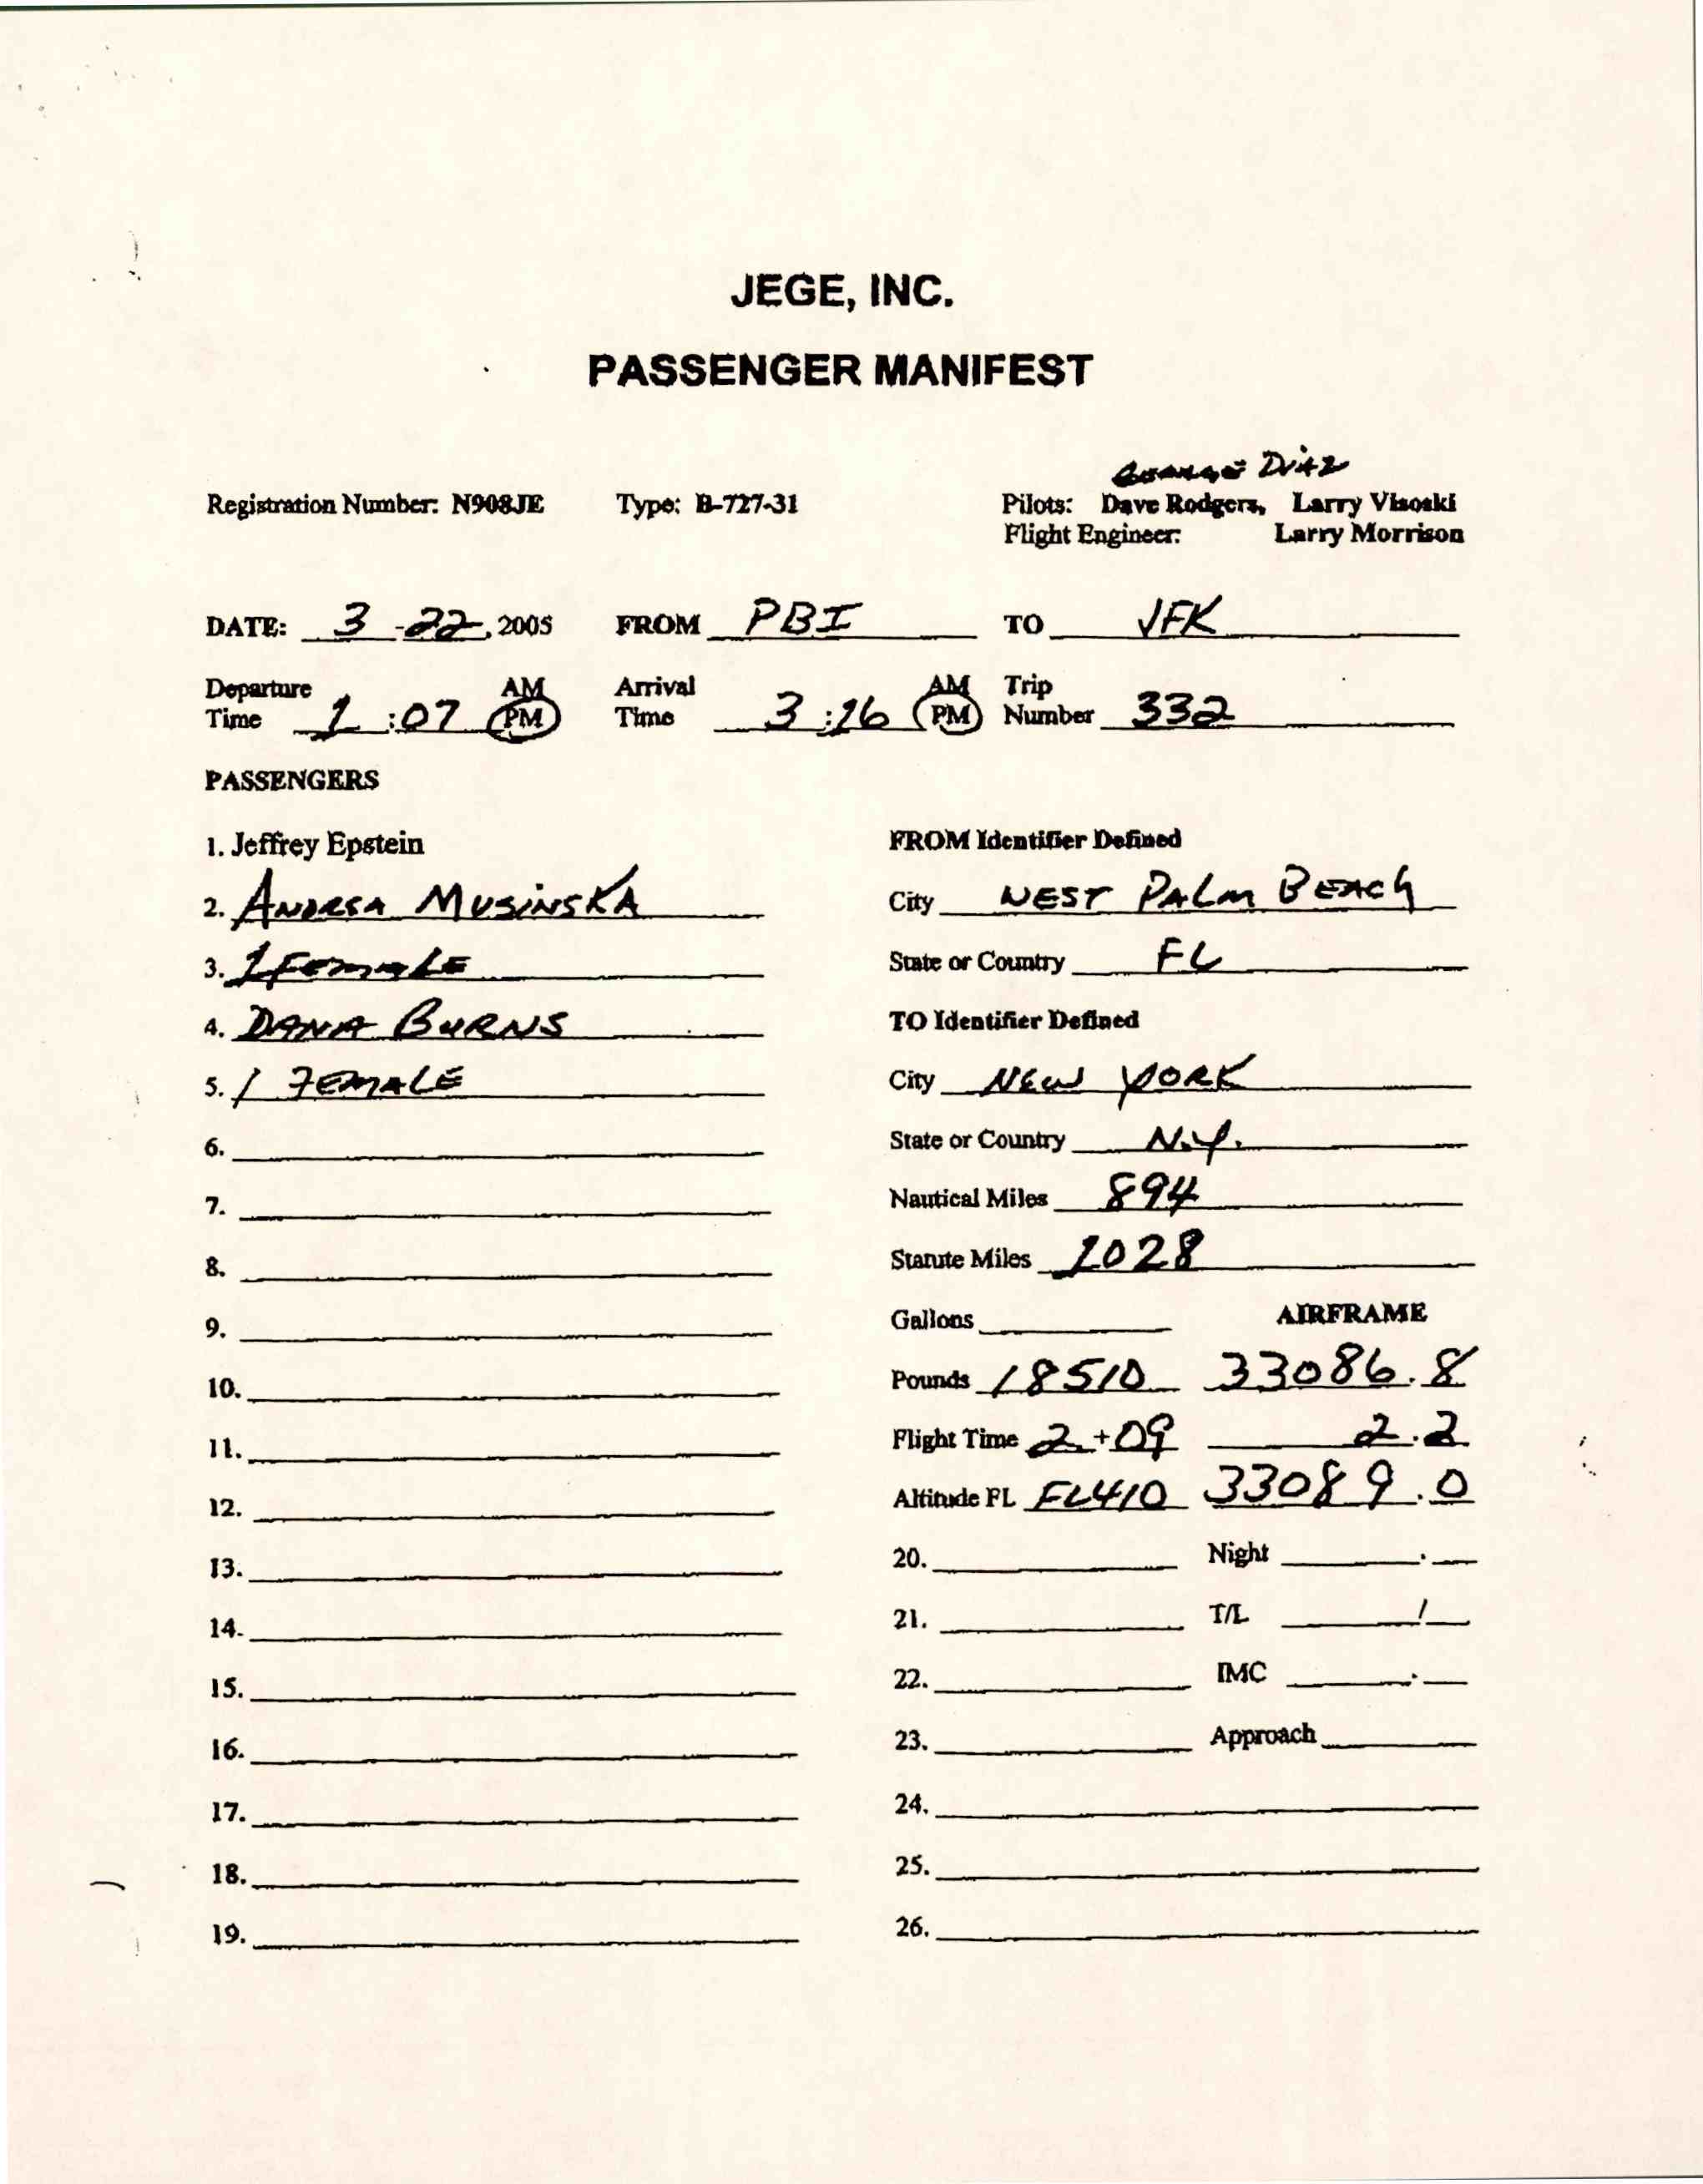 JEGE, INC.
PASSENGER MANIFEST
George Diaz
Registration Number: N908JE Type: B-727-31 Pilots: Dave Rodgers, Larry Visoski
Flight Engineer: Larry Morrison
DATE: 3 -22, 2005 FROM PBI TO JFK
Departure Time 1:07 AM PM Arrival Time 3:16 AM PM Trip Number 332
PASSENGERS
1. Jeffrey Epstein
2. ANDREA MUSINSKA
3. 1 FEMALE
4. DANA BURNS
5. 1 FEMALE
6.
7.
8.
9.
10.
11.
12.
13.
14.
15.
16.
17.
18.
19.
FROM Identifier Defined
City WEST PALM BEACH
State or Country FL
TO Identifier Defined
City NEW YORK
State or Country N.Y.
Nautical Miles 894
Statute Miles 1028
Gallons AIRFRAME
Pounds 18510 33086.8
Flight Time 2+09 2.2
Altitude FL FL410 33089.0
20. Night .
21. T/L /
22. IMC .
23. Approach
24.
25.
26.